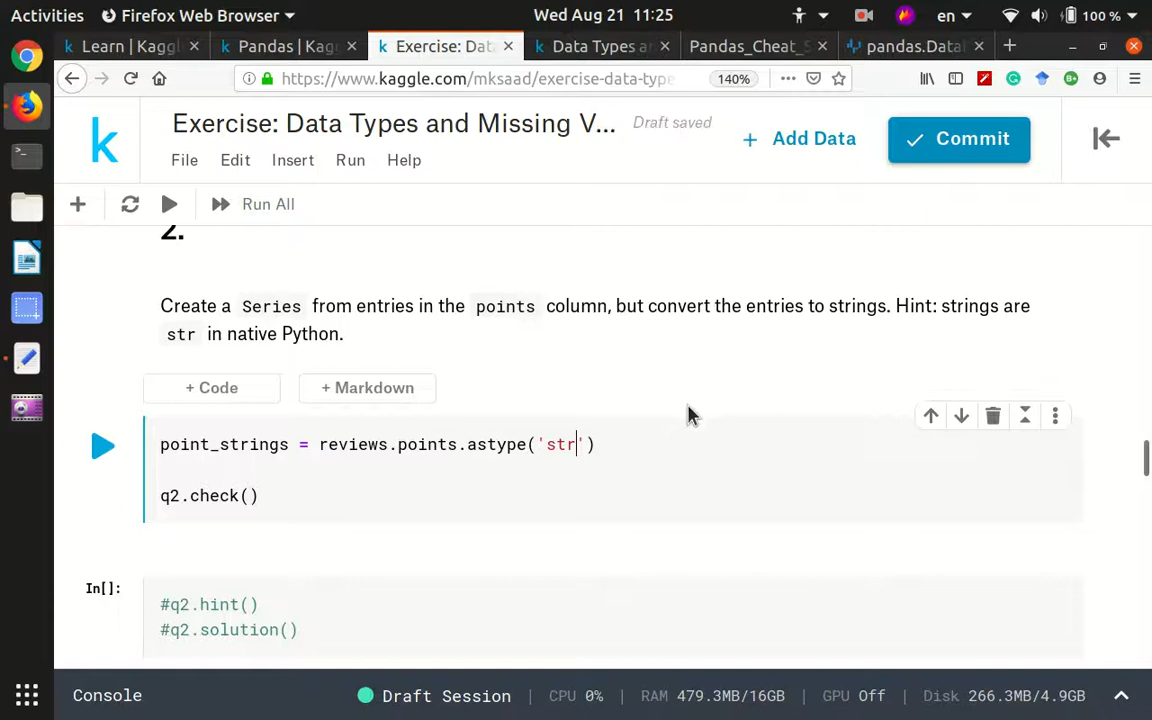 Activities
Firefox Web Browser
Wed Aug 21 11:25
en
100 %
Learn | Kaggl
Pandas | Kagg
Exercise: Data
Data Types an
Pandas_Cheat_S
pandas.Datal
https://www.kaggle.com/mksaad/exercise-data-type
140%
k
Exercise: Data Types and Missing V...
Draft saved
+ Add Data
Commit
File
Edit
Insert
Run
Help
Run All
2.
Create a Series from entries in the points column, but convert the entries to strings. Hint: strings are
str in native Python.
+ Code
+ Markdown
point_strings = reviews.points.astype('str')
q2.check()
In[]:
#q2.hint()
#q2.solution()
Console
Draft Session
CPU 0%
RAM 479.3MB/16GB
GPU Off
Disk 266.3MB/4.9GB